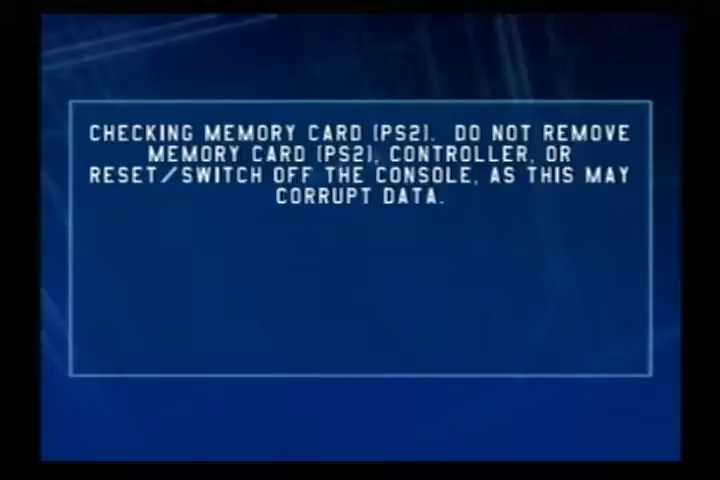 CHECKING MEMORY CARD (PS2). DO NOT REMOVE
MEMORY CARD (PS2), CONTROLLER, OR
RESET/SWITCH OFF THE CONSOLE, AS THIS MAY
CORRUPT DATA.